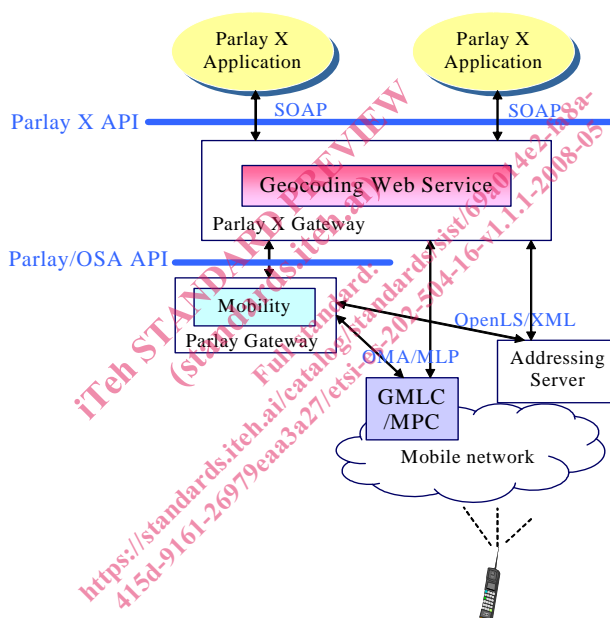 Parlay X
Application
Parlay X
Application
SOAP
SOAP
Parlay X API
Geocoding Web Service
Parlay X Gateway
Parlay/OSA API
Mobility
Parlay Gateway
OpenLS/XML
OMA/MLP
Addressing
Server
GMLC
/MPC
Mobile network
iTeh STANDARD PREVIEW
(standards.iteh.ai)
Full standard:
https://standards.iteh.ai/catalog/standards/sist/69a014e2-fa8a-
415d-9161-26979eaa3a27/etsi-es-202-504-16-v1.1.1-2008-05